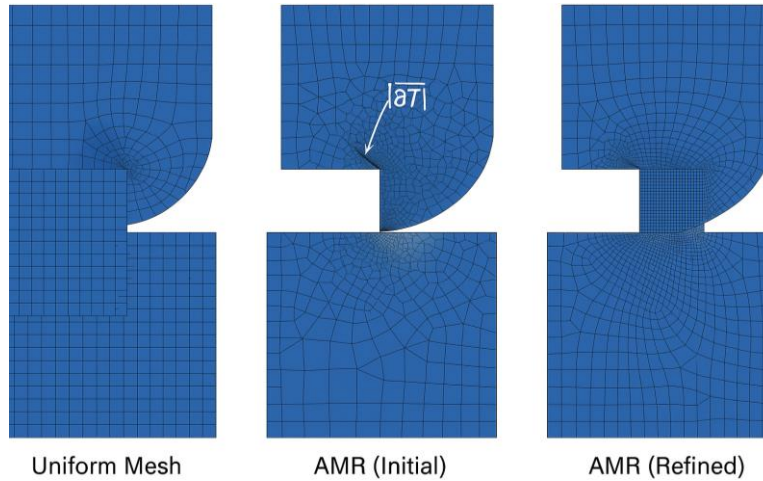 |∂T|
Uniform Mesh
AMR (Initial)
AMR (Refined)